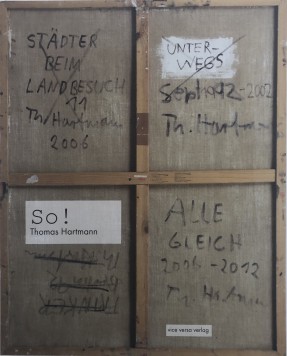 STÄDTER
BEIM
LANDBESUCH
11
Th. Hartmann
2006
UNTER-
WEGS
Sept. 92-2002
Th. Hartmann
So!
Thomas Hartmann
ALLE
GLEICH
2006-2012
Th. Hartmann
vice versa verlag